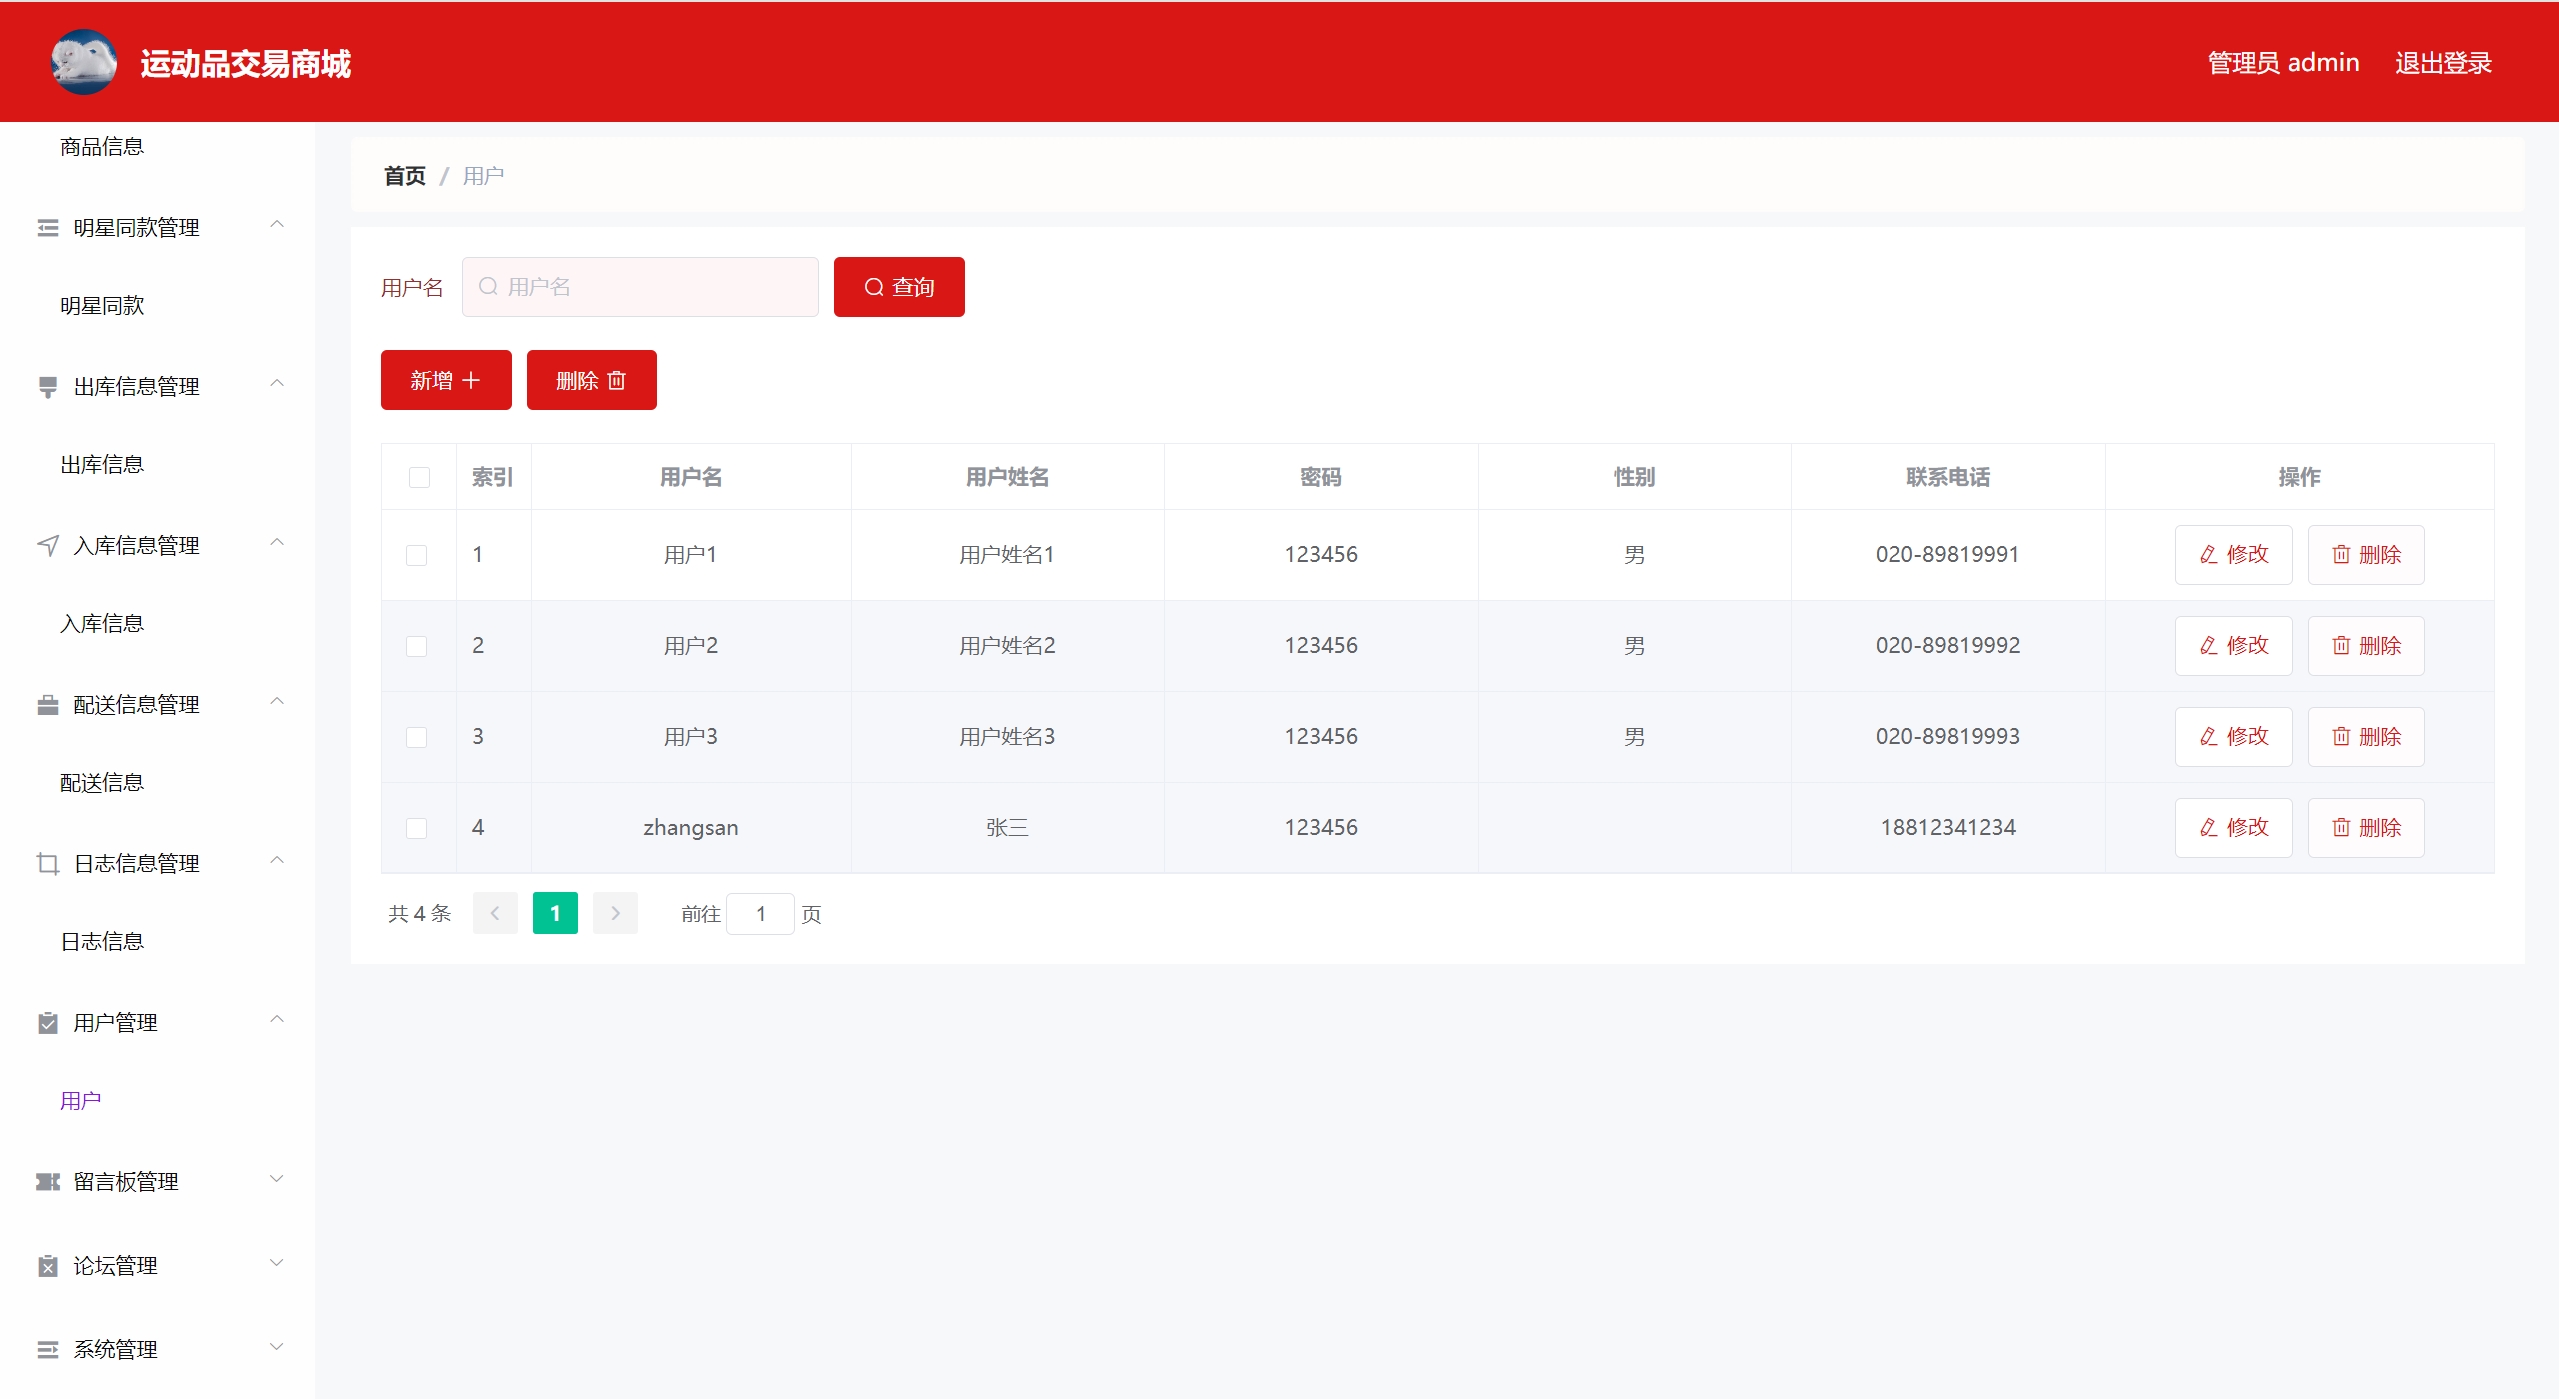 运动品交易商城
管理员 admin 退出登录
商品信息
明星同款管理
明星同款
出库信息管理
出库信息
入库信息管理
入库信息
配送信息管理
配送信息
日志信息管理
日志信息
用户管理
用户
留言板管理
论坛管理
系统管理
首页 / 用户
用户名 用户名 查询
新增 删除
索引 用户名 用户姓名 密码 性别 联系电话 操作
1 用户1 用户姓名1 123456 男 020-89819991 修改 删除
2 用户2 用户姓名2 123456 男 020-89819992 修改 删除
3 用户3 用户姓名3 123456 男 020-89819993 修改 删除
4 zhangsan 张三 123456 18812341234 修改 删除
共 4 条 1 前往 1 页